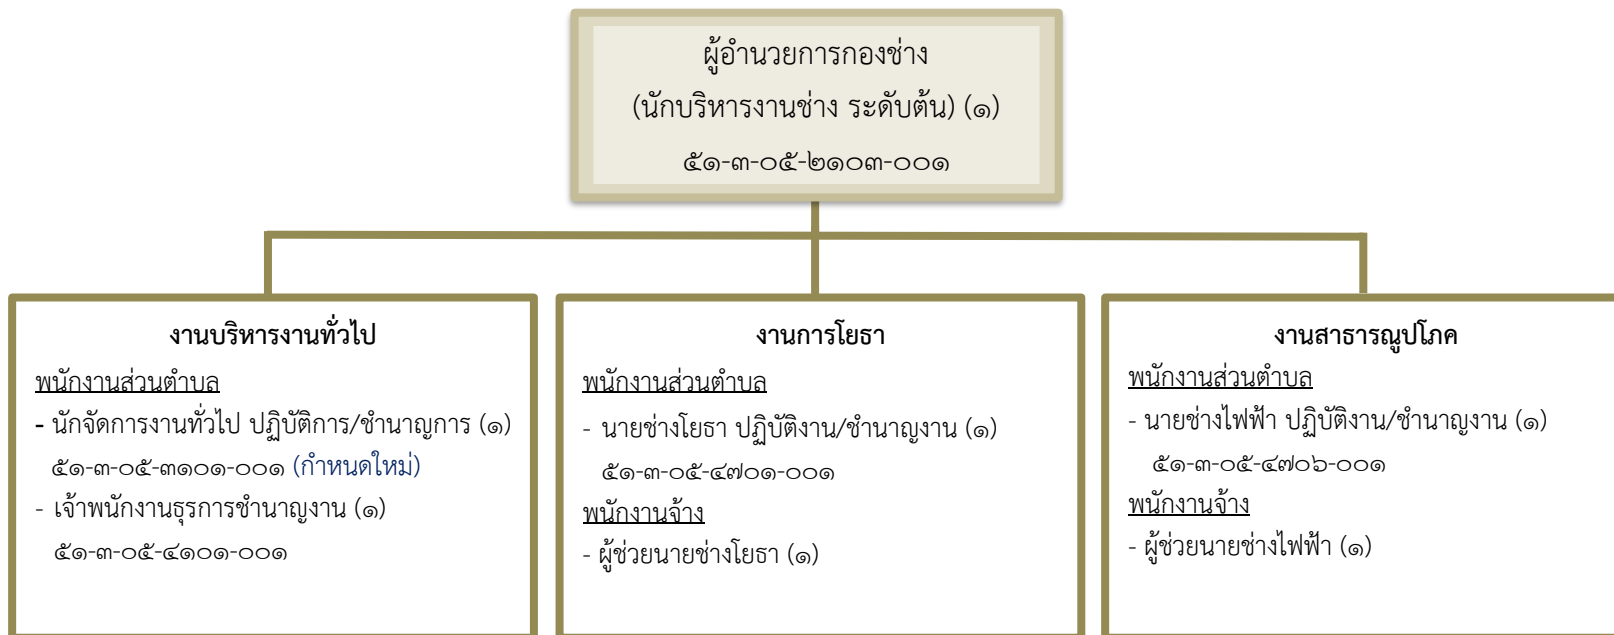 ผู้อำนวยการกองช่าง
(นักบริหารงานช่าง ระดับต้น) (๑)
๕๑-๓-๐๕-๒๑๐๓-๐๐๑
งานบริหารงานทั่วไป
พนักงานส่วนตำบล
- นักจัดการงานทั่วไป ปฏิบัติการ/ชำนาญการ (๑)
๕๑-๓-๐๕-๓๑๐๑-๐๐๑ (กำหนดใหม่)
- เจ้าพนักงานธุรการชำนาญงาน (๑)
๕๑-๓-๐๕-๔๑๐๑-๐๐๑
งานการโยธา
พนักงานส่วนตำบล
- นายช่างโยธา ปฏิบัติงาน/ชำนาญงาน (๑)
๕๑-๓-๐๕-๔๗๐๑-๐๐๑
พนักงานจ้าง
- ผู้ช่วยนายช่างโยธา (๑)
งานสาธารณูปโภค
พนักงานส่วนตำบล
- นายช่างไฟฟ้า ปฏิบัติงาน/ชำนาญงาน (๑)
๕๑-๓-๐๕-๔๗๐๖-๐๐๑
พนักงานจ้าง
- ผู้ช่วยนายช่างไฟฟ้า (๑)